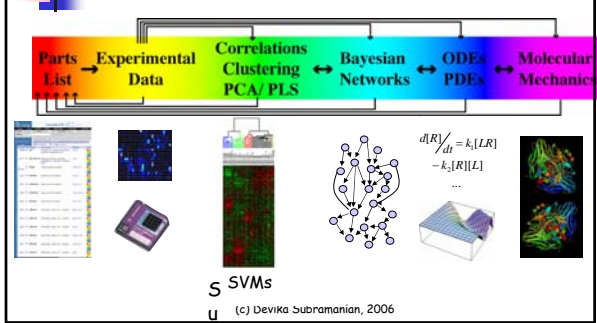 Parts List
Experimental Data
Correlations Clustering PCA/ PLS
Bayesian Networks
ODEs PDEs
Molecular Mechanics
d[R]/dt = k₁[LR]
− k₂[R][L]
...
S SVMs
u
(c) Devika Subramanian, 2006